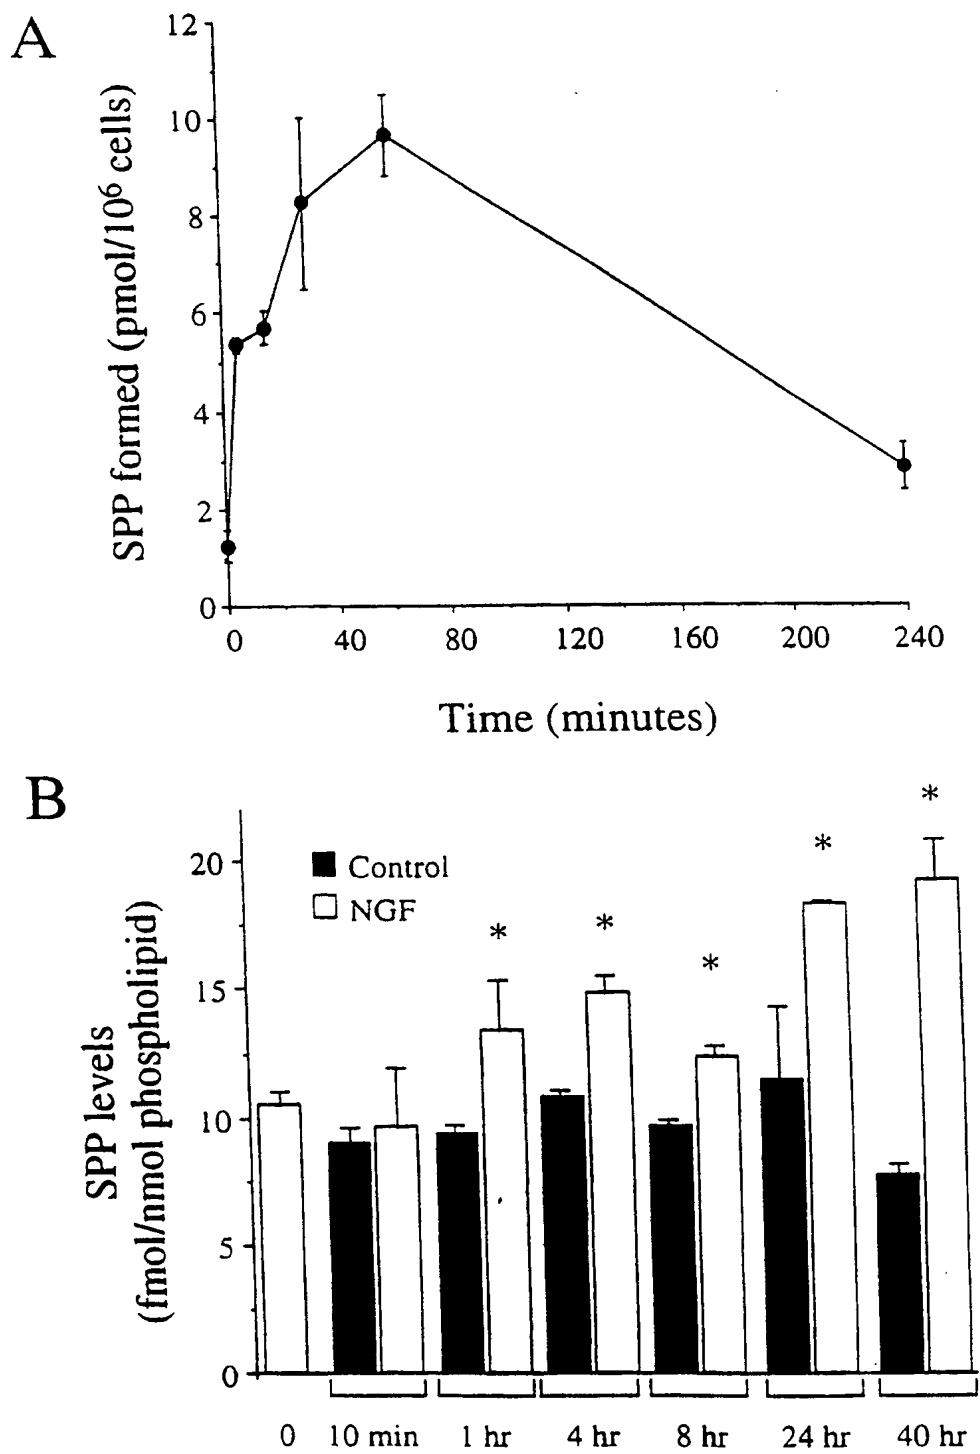 A
12
10
8
6
4
2
0
SPP formed (pmol/10⁶ cells)
0 40 80 120 160 200 240
Time (minutes)
B
20
15
10
5
0
SPP levels
(fmol/nmol phospholipid)
Control
NGF
*
*
*
*
*
0 10 min 1 hr 4 hr 8 hr 24 hr 40 hr